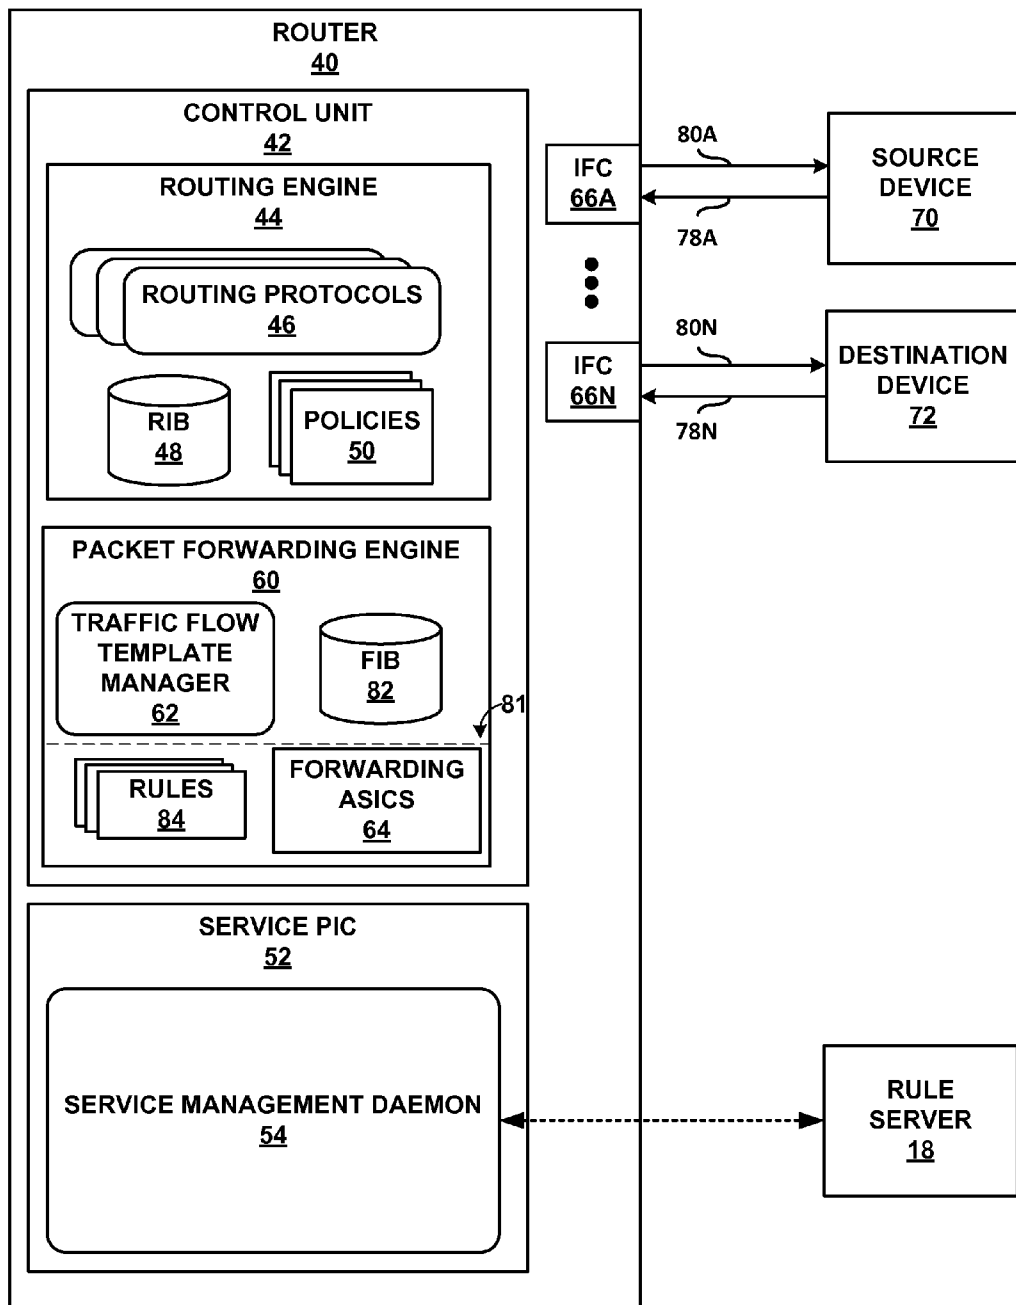 ROUTER
40
CONTROL UNIT
42
ROUTING ENGINE
44
ROUTING PROTOCOLS
46
RIB
48
POLICIES
50
PACKET FORWARDING ENGINE
60
TRAFFIC FLOW
TEMPLATE
MANAGER
62
FIB
82
81
RULES
84
FORWARDING
ASICS
64
SERVICE PIC
52
SERVICE MANAGEMENT DAEMON
54
IFC
66A
80A
78A
SOURCE
DEVICE
70
IFC
66N
80N
78N
DESTINATION
DEVICE
72
RULE
SERVER
18